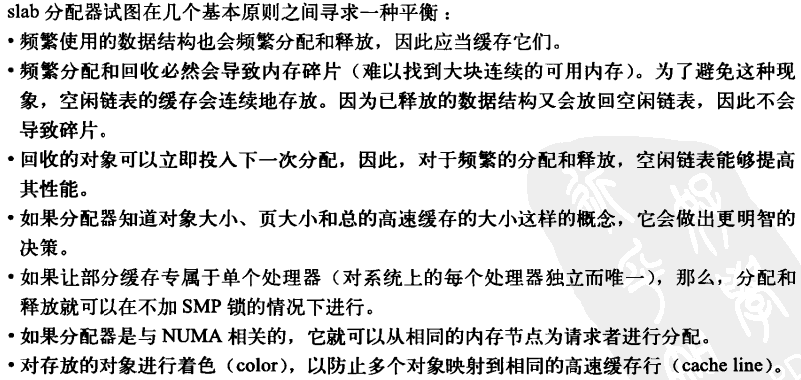 slab 分配器试图在几个基本原则之间寻求一种平衡：
• 频繁使用的数据结构也会频繁分配和释放，因此应当缓存它们。
• 频繁分配和回收必然会导致内存碎片（难以找到大块连续的可用内存）。为了避免这种现
象，空闲链表的缓存会连续地存放。因为已释放的数据结构又会放回空闲链表，因此不会
导致碎片。
• 回收的对象可以立即投入下一次分配，因此，对于频繁的分配和释放，空闲链表能够提高
其性能。
• 如果分配器知道对象大小、页大小和总的高速缓存的大小这样的概念，它会做出更明智的
决策。
• 如果让部分缓存专属于单个处理器（对系统上的每个处理器独立而唯一），那么，分配和
释放就可以在不加 SMP 锁的情况下进行。
• 如果分配器是与 NUMA 相关的，它就可以从相同的内存节点为请求者进行分配。
• 对存放的对象进行着色（color），以防止多个对象映射到相同的高速缓存行（cache line）。